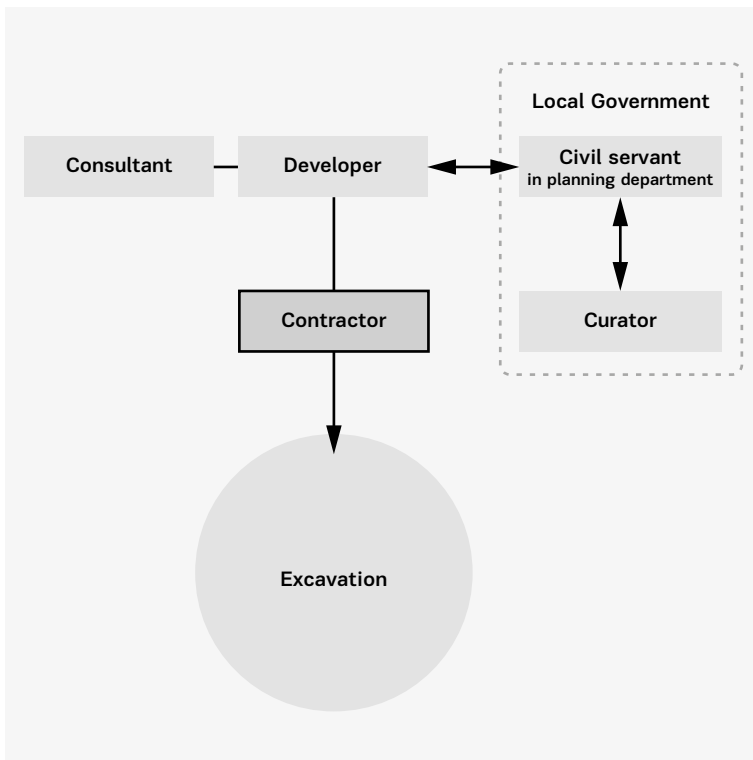 Local Government
Consultant
Developer
Civil servant
in planning department
Contractor
Curator
Excavation